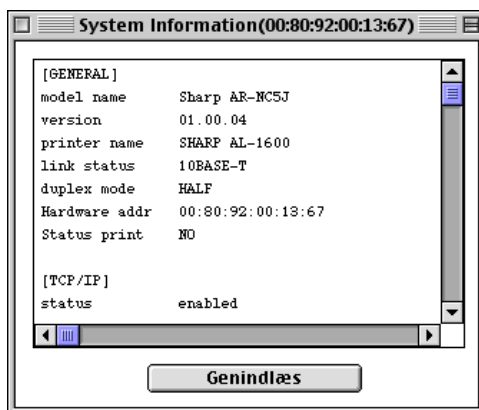 System Information(00:80:92:00:13:67)
[GENERAL]
model name Sharp AR-NC5J
version 01.00.04
printer name SHARP AL-1600
link status 10BASE-T
duplex mode HALF
Hardware addr 00:80:92:00:13:67
Status print NO
[TCP/IP]
status enabled
Genindlæs